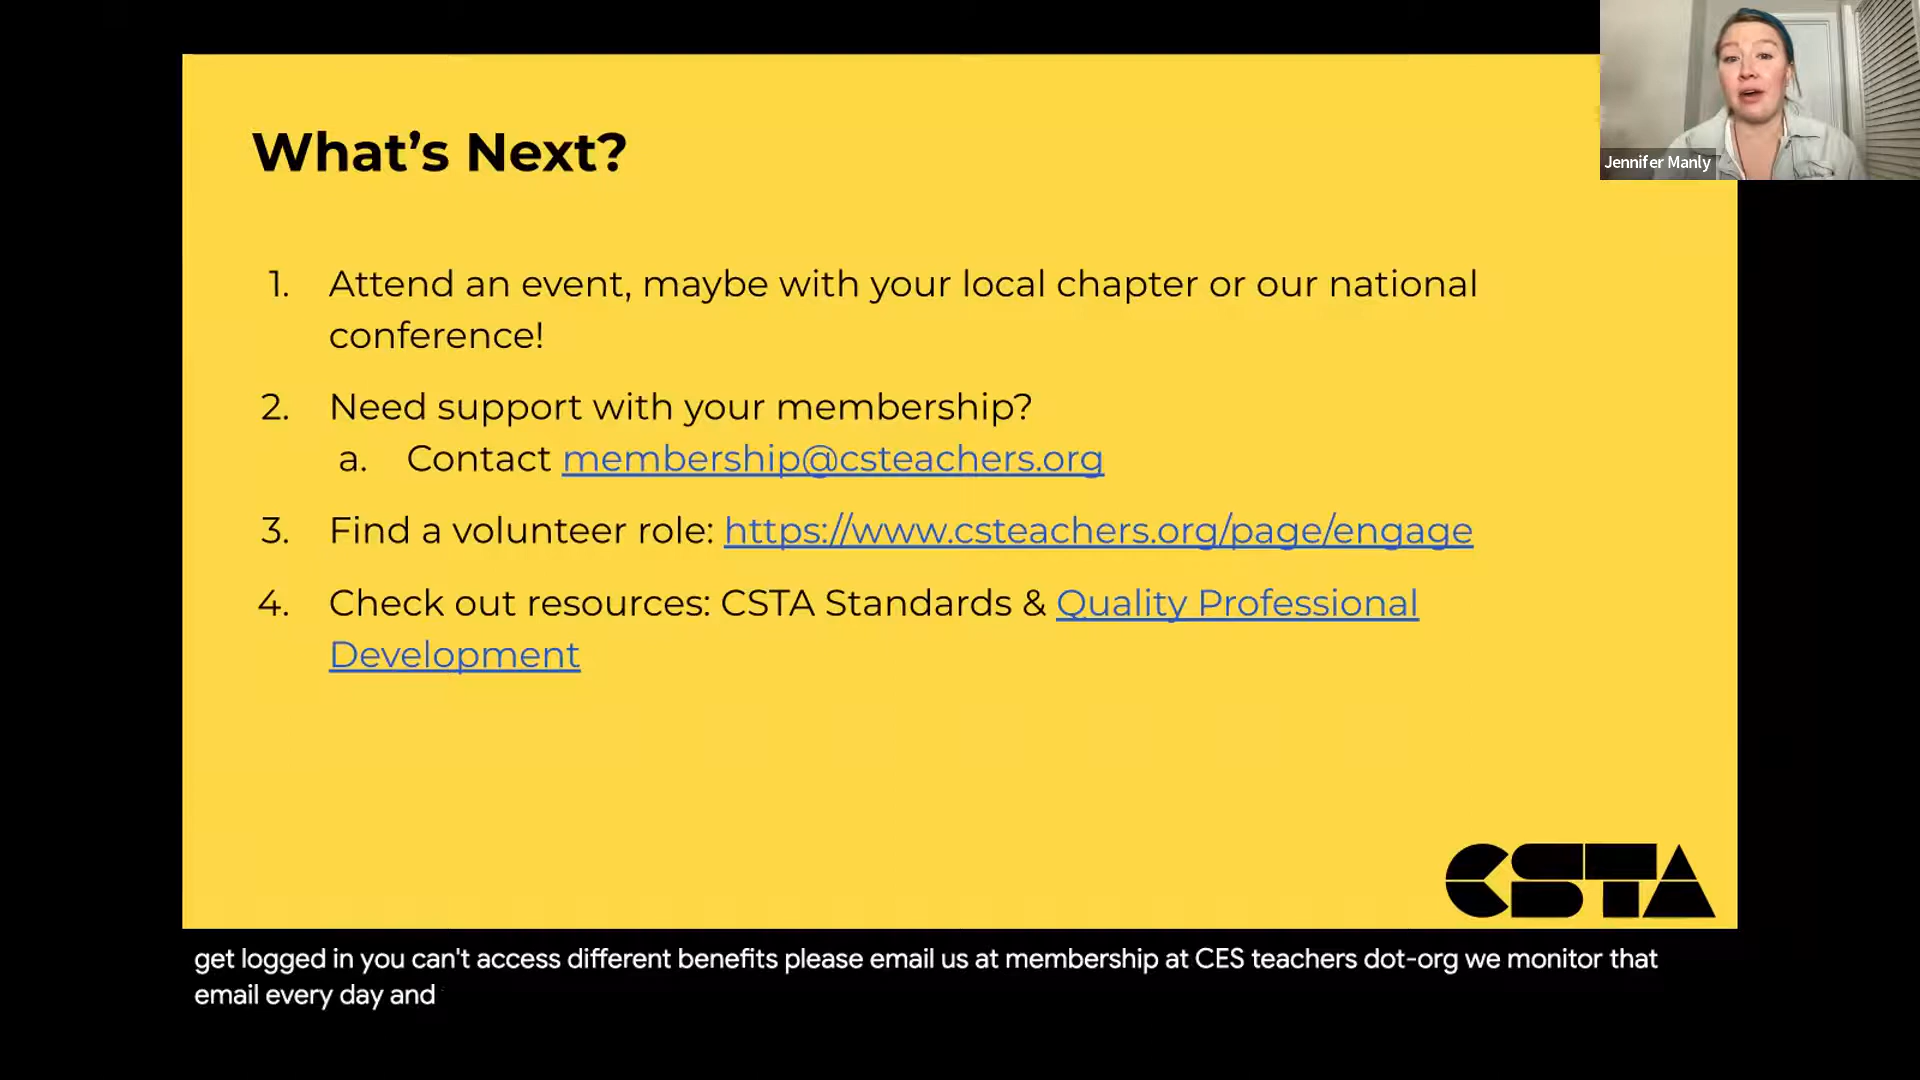 What's Next?
1. Attend an event, maybe with your local chapter or our national
conference!
2. Need support with your membership?
a. Contact membership@csteachers.org
3. Find a volunteer role: https://www.csteachers.org/page/engage
4. Check out resources: CSTA Standards & Quality Professional
Development
CSTA
Jennifer Manly
get logged in you can't access different benefits please email us at membership at CES teachers dot-org we monitor that
email every day and